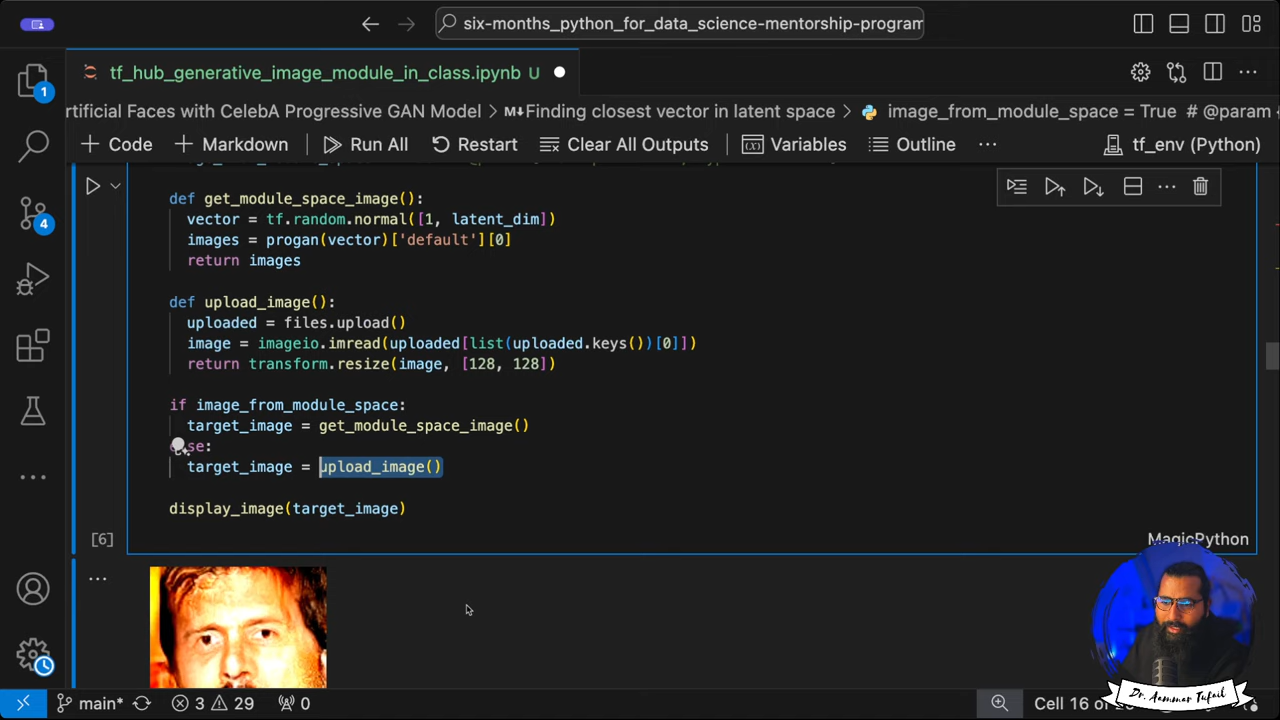 six-months_python_for_data_science-mentorship-program
tf_hub_generative_image_module_in_class.ipynb U
rtificial Faces with CelebA Progressive GAN Model > M↓Finding closest vector in latent space > image_from_module_space = True # @param {
+ Code + Markdown Run All Restart Clear All Outputs Variables Outline ... tf_env (Python)
def get_module_space_image():
vector = tf.random.normal([1, latent_dim])
images = progan(vector)['default'][0]
return images
def upload_image():
uploaded = files.upload()
image = imageio.imread(uploaded[list(uploaded.keys())[0]])
return transform.resize(image, [128, 128])
if image_from_module_space:
target_image = get_module_space_image()
else:
target_image = upload_image()
display_image(target_image)
[6]
MagicPython
1
4
main* 3 29 0
Cell 16 of
Dr. Aammar Tufail